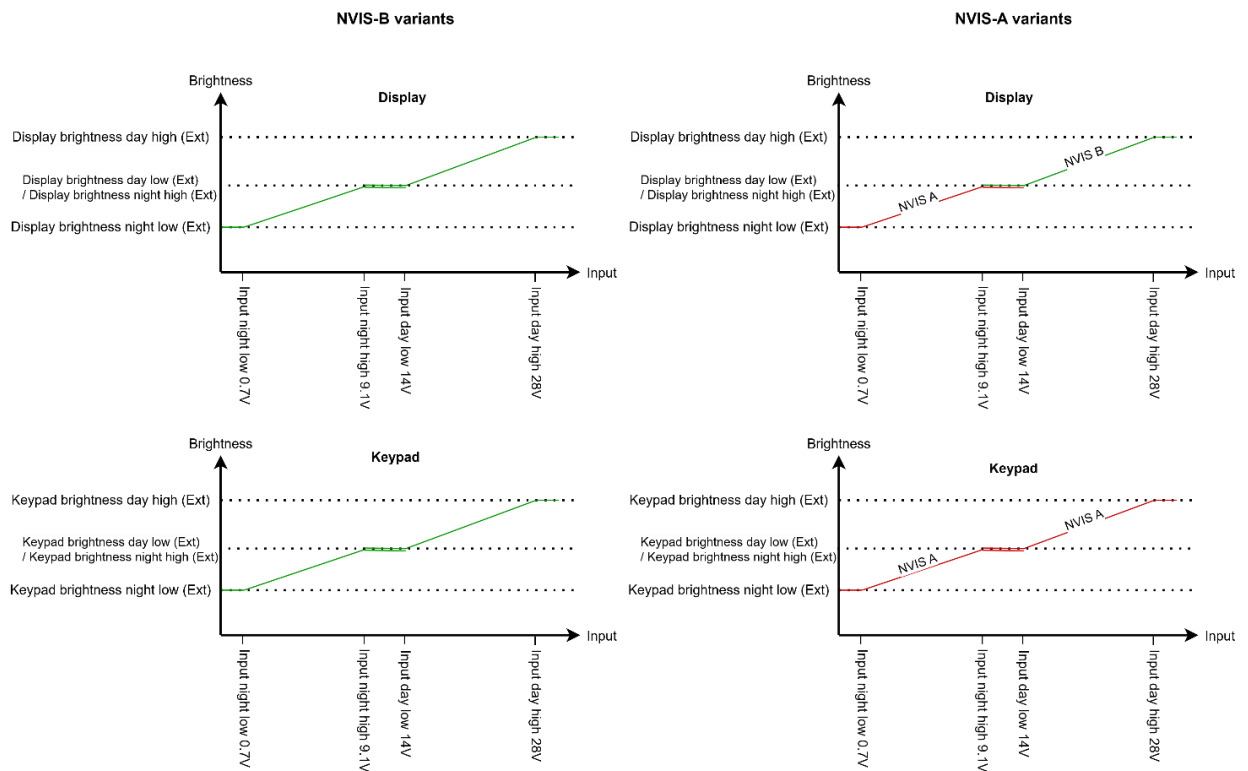 NVIS-B variants
NVIS-A variants
Brightness
Display
Display brightness day high (Ext)
Display brightness day low (Ext)
/ Display brightness night high (Ext)
Display brightness night low (Ext)
Input
Input night low 0.7V
Input night high 9.1V
Input day low 14V
Input day high 28V
Brightness
Display
Display brightness day high (Ext)
NVIS B
Display brightness day low (Ext)
/ Display brightness night high (Ext)
NVIS A
Display brightness night low (Ext)
Input
Input night low 0.7V
Input night high 9.1V
Input day low 14V
Input day high 28V
Brightness
Keypad
Keypad brightness day high (Ext)
Keypad brightness day low (Ext)
/ Keypad brightness night high (Ext)
Keypad brightness night low (Ext)
Input
Input night low 0.7V
Input night high 9.1V
Input day low 14V
Input day high 28V
Brightness
Keypad
Keypad brightness day high (Ext)
NVIS A
Keypad brightness day low (Ext)
/ Keypad brightness night high (Ext)
NVIS A
Keypad brightness night low (Ext)
Input
Input night low 0.7V
Input night high 9.1V
Input day low 14V
Input day high 28V